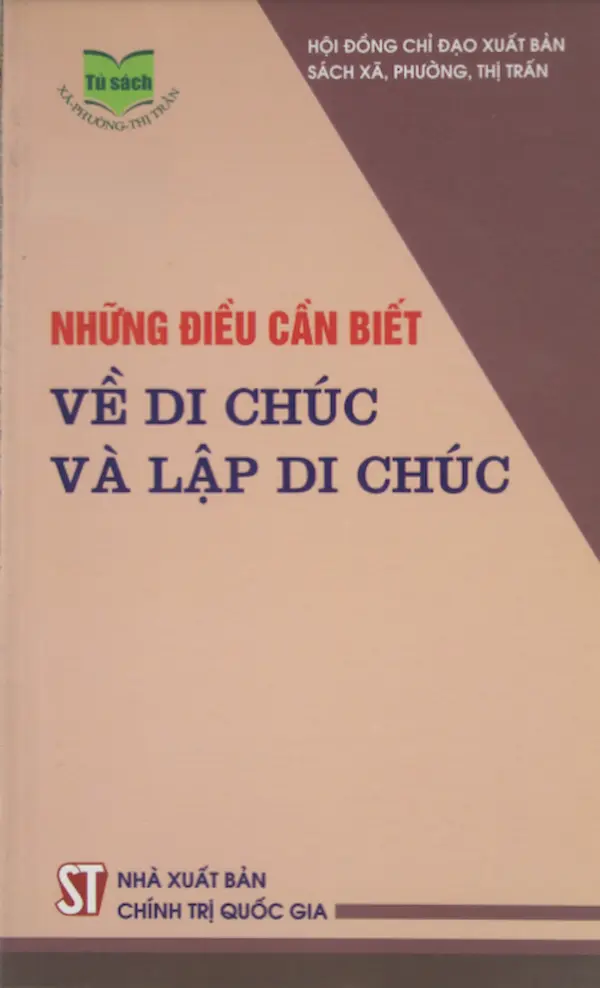 HỘI ĐỒNG CHỈ ĐẠO XUẤT BẢN
SÁCH XÃ, PHƯỜNG, THỊ TRẤN
Tủ sách
XÃ-PHƯỜNG-THỊ TRẤN
NHỮNG ĐIỀU CẦN BIẾT
VỀ DI CHÚC
VÀ LẬP DI CHÚC
ST
NHÀ XUẤT BẢN
CHÍNH TRỊ QUỐC GIA